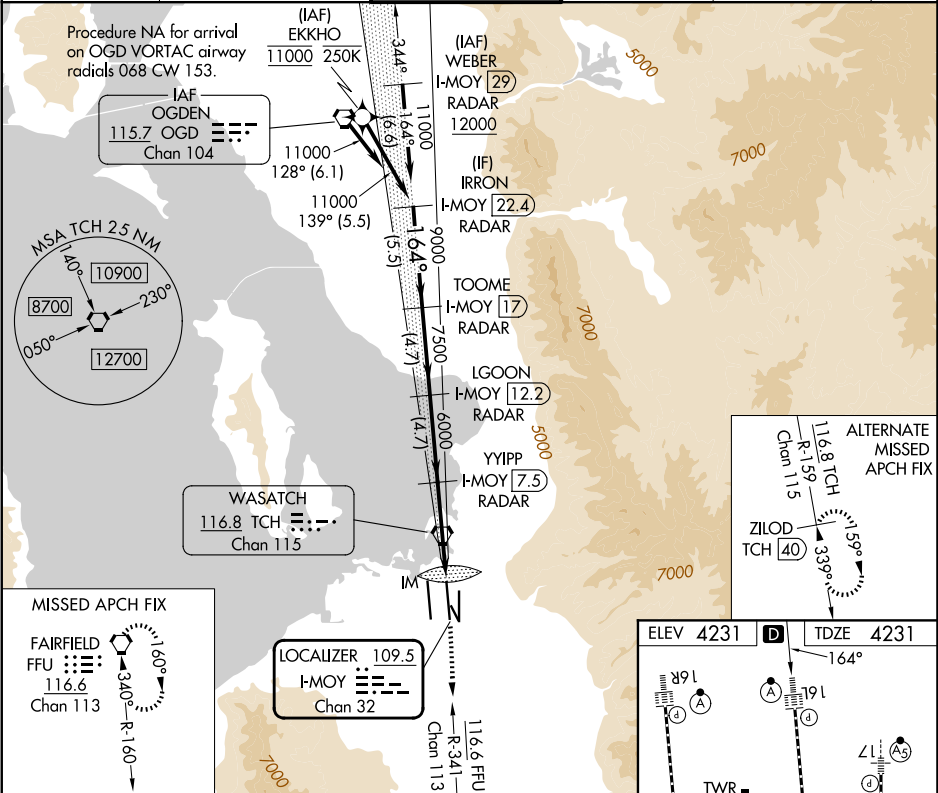 Procedure NA for arrival
on OGD VORTAC airway
radials 068 CW 153.
(IAF)
EKKHO
11000 250K
IAF
OGDEN
115.7 OGD
Chan 104
11000
128° (6.1)
11000
139° (5.5)
344°
11000
164°
(6.6)
(IAF)
WEBER
I-MOY 29
RADAR
12000
(IF)
IRRON
I-MOY 22.4
RADAR
9000
164°
(5.5)
TOOME
I-MOY 17
RADAR
7500
(4.7)
LGOON
I-MOY 12.2
RADAR
6000
(4.7)
YYIPP
I-MOY 7.5
RADAR
5000
7000
7000
5000
7000
7000
MSA TCH 25 NM
140°
10900
8700
230°
050°
12700
WASATCH
116.8 TCH
Chan 115
IM
LOCALIZER 109.5
I-MOY
Chan 32
116.6 FFU
R-341
Chan 113
MISSED APCH FIX
FAIRFIELD
FFU
116.6
Chan 113
160°
340°
R-160
ALTERNATE
MISSED
APCH FIX
116.8 TCH
R-159
Chan 115
ZILOD
TCH 40
159°
339°
ELEV 4231 D TDZE 4231
164°
16R
A
P
A
16L
P
17
A5
P
TWR